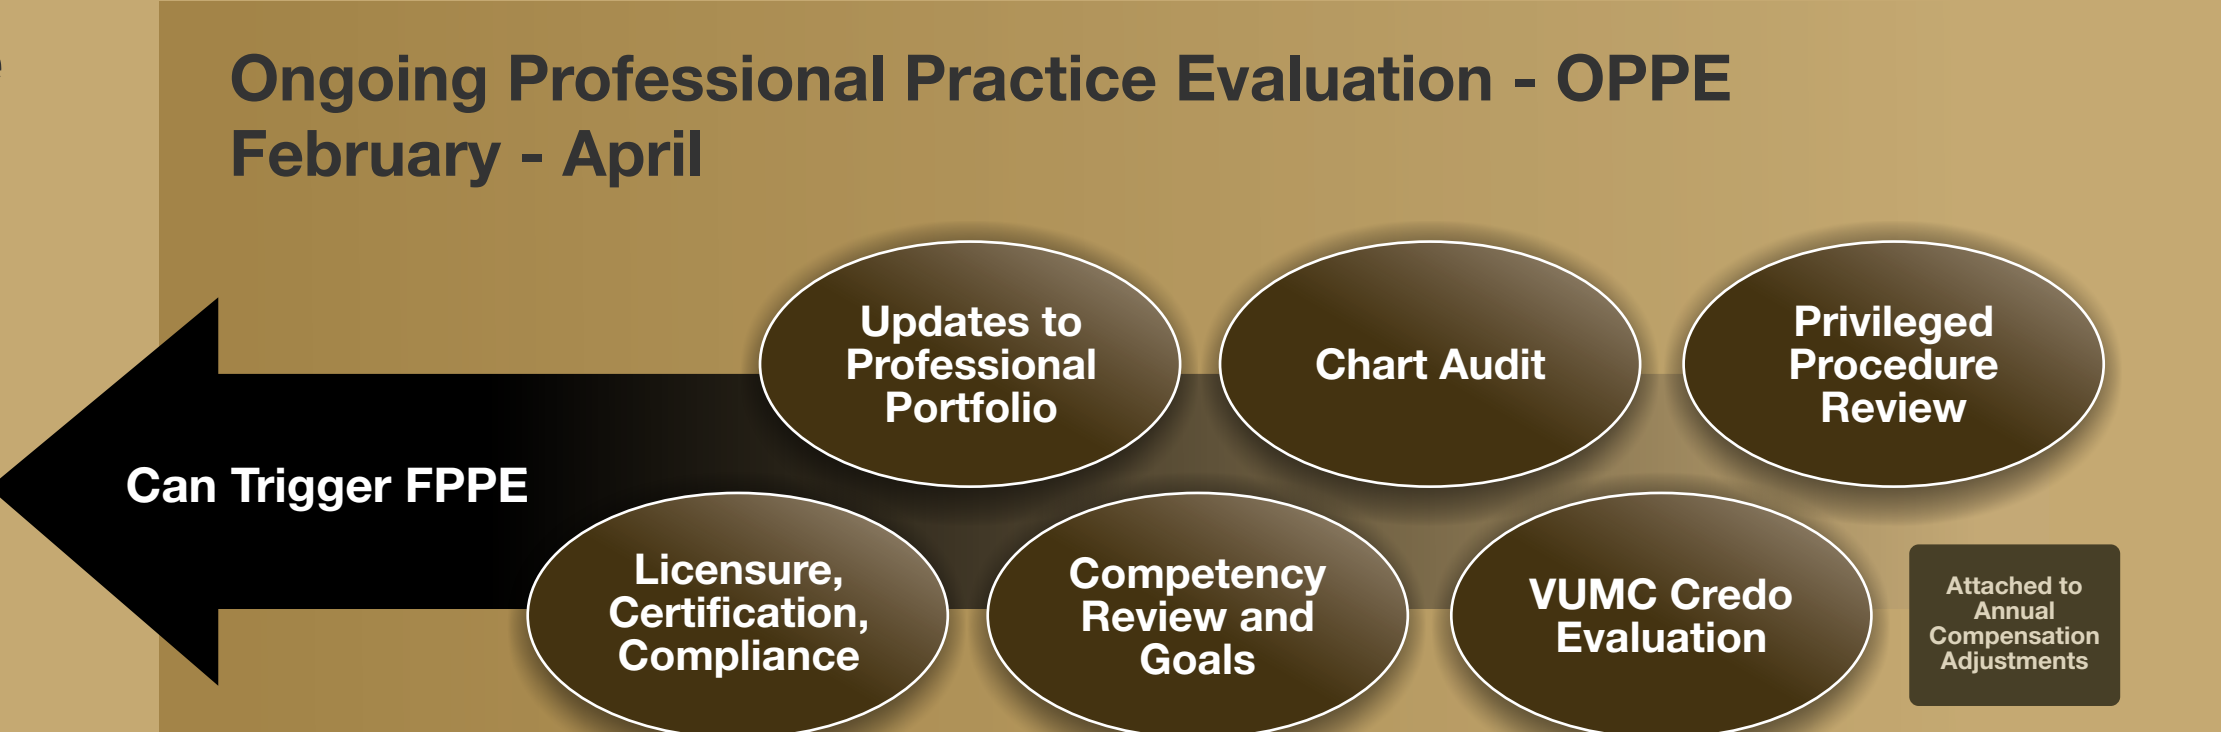 Ongoing Professional Practice Evaluation - OPPE
February - April
Updates to
Professional
Portfolio
Chart Audit
Privileged
Procedure
Review
Can Trigger FPPE
Licensure,
Certification,
Compliance
Competency
Review and
Goals
VUMC Credo
Evaluation
Attached to
Annual
Compensation
Adjustments